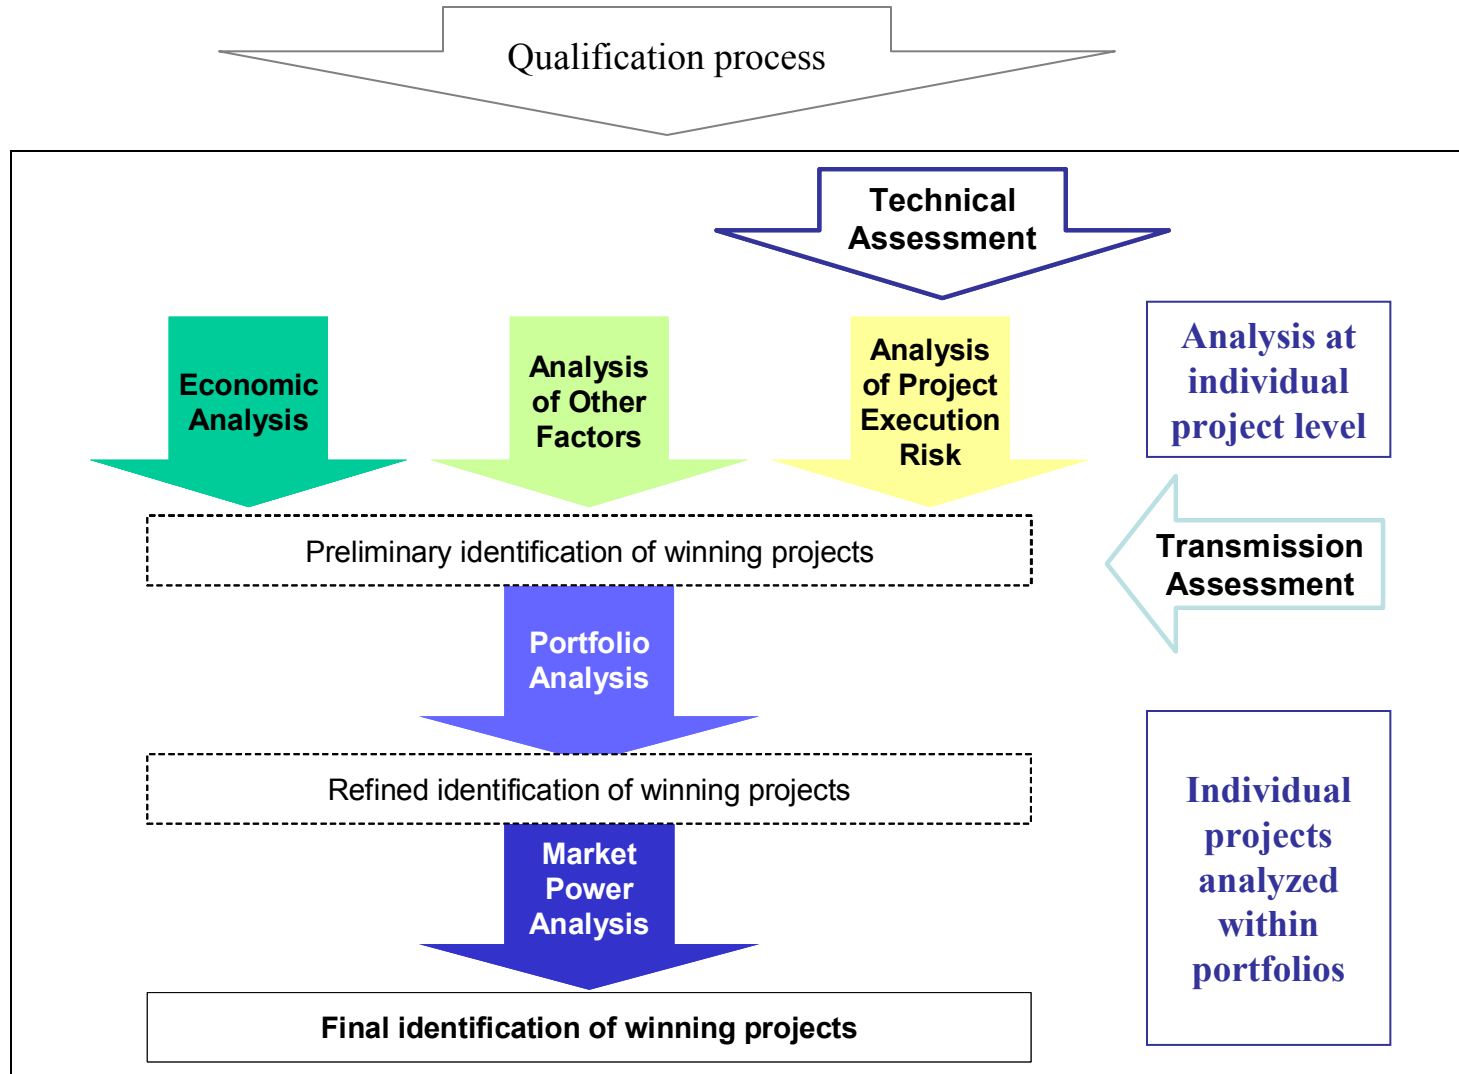 Qualification process
Technical
Assessment
Economic
Analysis
Analysis
of Other
Factors
Analysis
of Project
Execution
Risk
Analysis at
individual
project level
Preliminary identification of winning projects
Transmission
Assessment
Portfolio
Analysis
Refined identification of winning projects
Market
Power
Analysis
Individual
projects
analyzed
within
portfolios
Final identification of winning projects